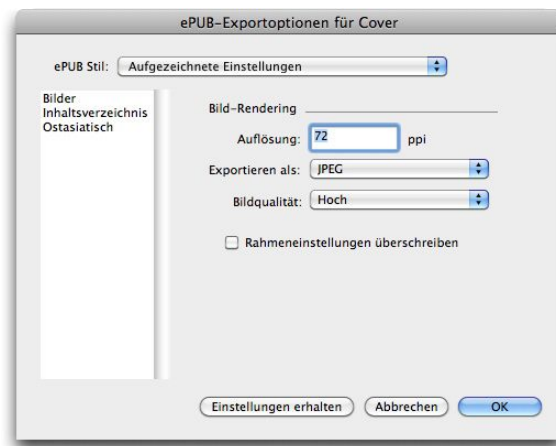 ePUB-Exportoptionen für Cover
ePUB Stil: Aufgezeichnete Einstellungen
Bilder
Inhaltsverzeichnis
Ostasiatisch
Bild-Rendering
Auflösung: 72 ppi
Exportieren als: JPEG
Bildqualität: Hoch
Rahmeneinstellungen überschreiben
Einstellungen erhalten Abbrechen OK